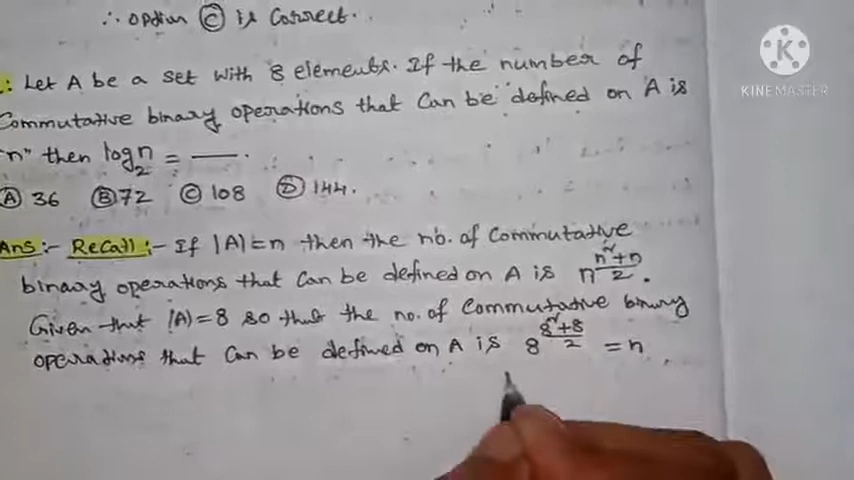 ∴ option Ⓒ is Correct.
KINEMASTER
: Let A be a set with 8 elements. If the number of
Commutative binary operations that Can be defined on A is
"n" then log₂n = ——.
Ⓐ 36 Ⓑ 72 Ⓒ 108 Ⓓ 144.
Ans :- Recall :- If |A|=n then the no. of Commutative
binary operations that Can be defined on A is n^((n²+n)/2).
Given that |A|=8 so that the no. of Commutative binary
operations that Can be defined on A is 8^((8²+8)/2) = n